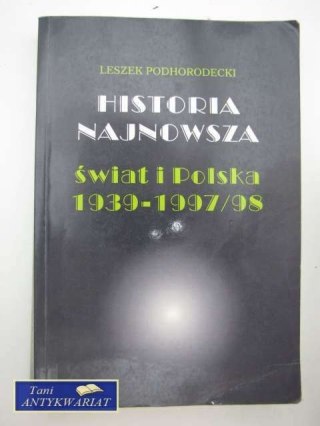 LESZEK PODHORODECKI
HISTORIA
NAJNOWSZA
świat i Polska
1939-1997/98
Tani
ANTYKWARIAT